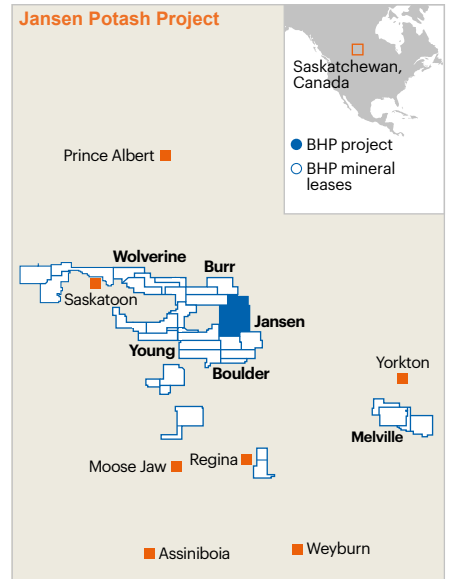 Jansen Potash Project
Saskatchewan,
Canada
BHP project
BHP mineral
leases
Prince Albert
Wolverine
Burr
Saskatoon
Jansen
Young
Boulder
Yorkton
Melville
Moose Jaw
Regina
Assiniboia
Weyburn